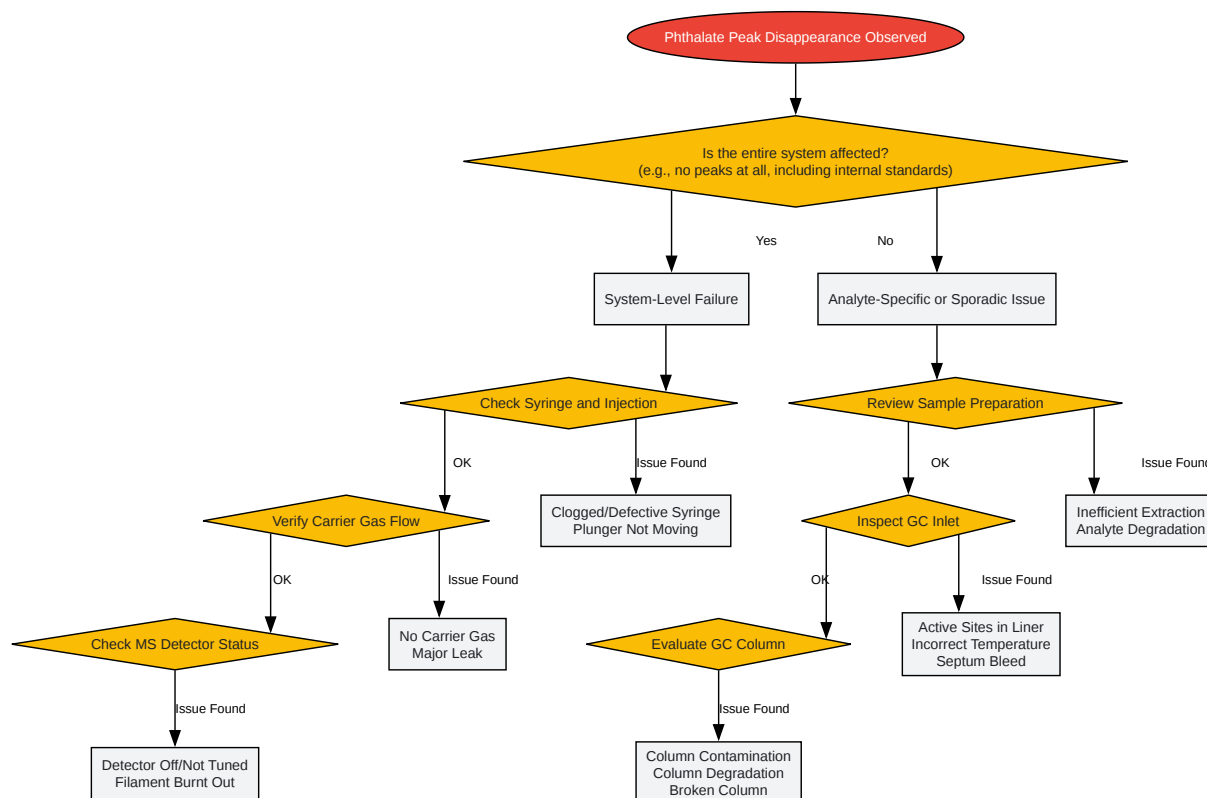 Phthalate Peak Disappearance Observed
Is the entire system affected?
(e.g., no peaks at all, including internal standards)
Yes
No
System-Level Failure
Analyte-Specific or Sporadic Issue
Check Syringe and Injection
Review Sample Preparation
OK
Issue Found
OK
Issue Found
Verify Carrier Gas Flow
Clogged/Defective Syringe
Plunger Not Moving
Inspect GC Inlet
Inefficient Extraction
Analyte Degradation
OK
Issue Found
OK
Issue Found
Check MS Detector Status
No Carrier Gas
Major Leak
Evaluate GC Column
Active Sites in Liner
Incorrect Temperature
Septum Bleed
Issue Found
Issue Found
Detector Off/Not Tuned
Filament Burnt Out
Column Contamination
Column Degradation
Broken Column